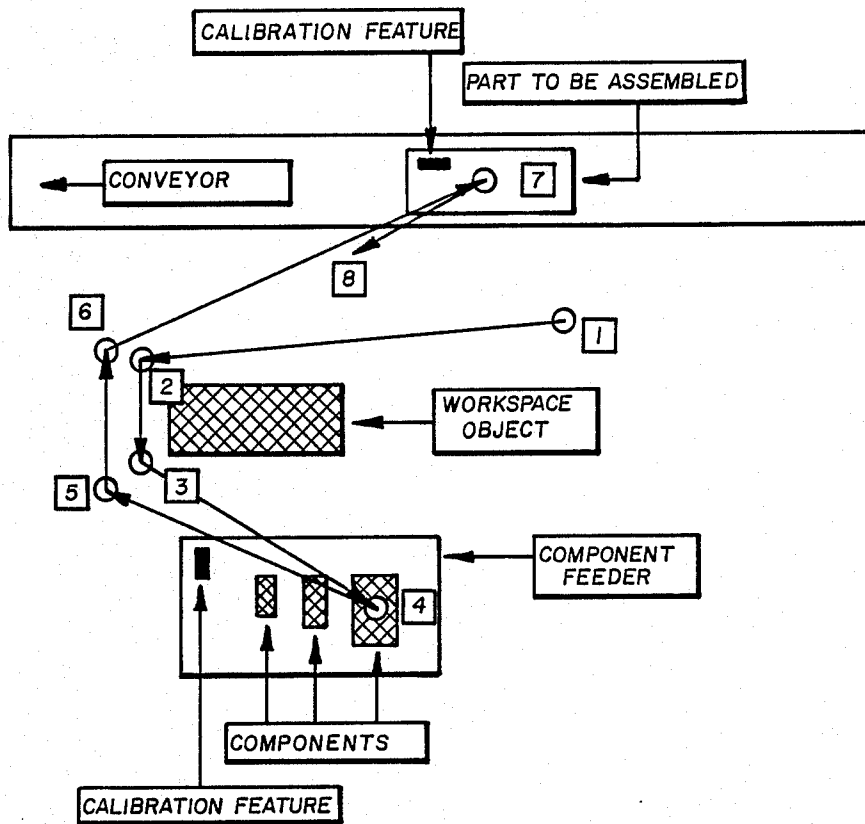 CALIBRATION FEATURE
PART TO BE ASSEMBLED
CONVEYOR
7
8
6
1
2
WORKSPACE
OBJECT
3
5
COMPONENT
FEEDER
4
COMPONENTS
CALIBRATION FEATURE